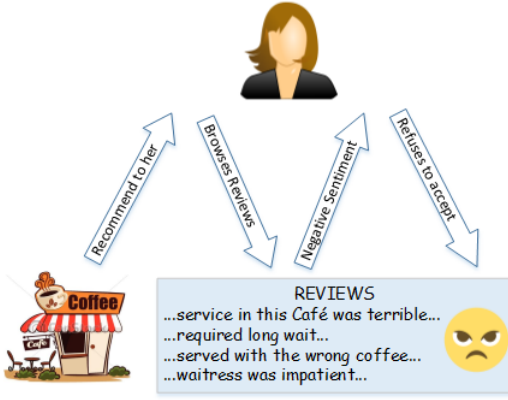 Recommend to her
Browses Reviews
Negative Sentiment
Refuses to accept
Coffee
Café
REVIEWS
...service in this Café was terrible...
...required long wait...
...served with the wrong coffee...
...waitress was impatient...